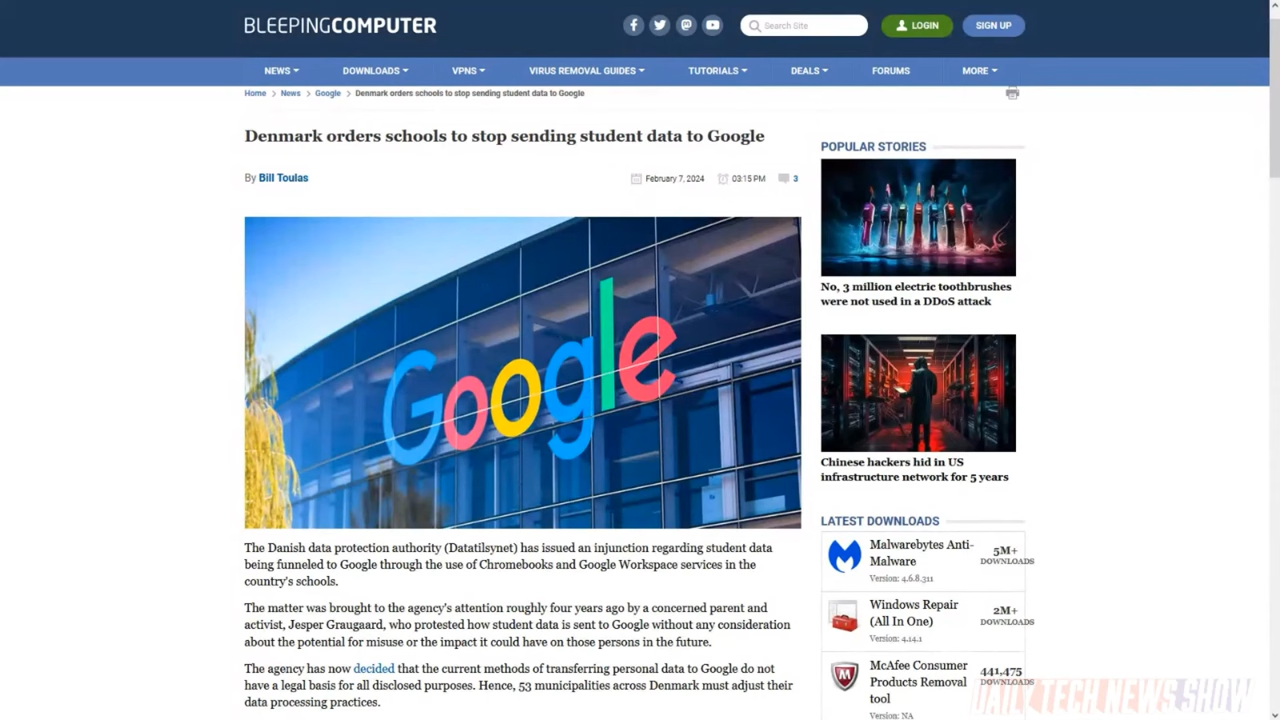 BLEEPINGCOMPUTER
Search Site
LOGIN
SIGN UP
NEWS
DOWNLOADS
VPNS
VIRUS REMOVAL GUIDES
TUTORIALS
DEALS
FORUMS
MORE
Home > News > Google > Denmark orders schools to stop sending student data to Google
Denmark orders schools to stop sending student data to Google
By Bill Toulas
February 7, 2024
03:15 PM
3
Google
The Danish data protection authority (Datatilsynet) has issued an injunction regarding student data
being funneled to Google through the use of Chromebooks and Google Workspace services in the
country's schools.
The matter was brought to the agency's attention roughly four years ago by a concerned parent and
activist, Jesper Graugaard, who protested how student data is sent to Google without any consideration
about the potential for misuse or the impact it could have on those persons in the future.
The agency has now decided that the current methods of transferring personal data to Google do not
have a legal basis for all disclosed purposes. Hence, 53 municipalities across Denmark must adjust their
data processing practices.
POPULAR STORIES
No, 3 million electric toothbrushes
were not used in a DDoS attack
Chinese hackers hid in US
infrastructure network for 5 years
LATEST DOWNLOADS
Malwarebytes Anti-
Malware
Version: 4.6.8.311
5M+
DOWNLOADS
Windows Repair
(All In One)
Version: 4.14.1
2M+
DOWNLOADS
McAfee Consumer
Products Removal
tool
Version: NA
441,475
DOWNLOADS
DAILY TECH NEWS SHOW